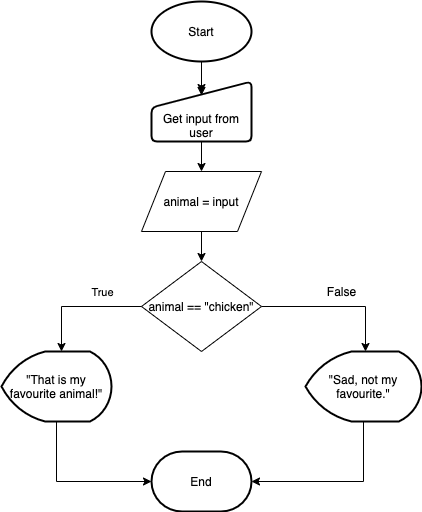 Start
Get input from
user
animal = input
animal == "chicken"
True
False
"That is my
favourite animal!"
"Sad, not my
favourite."
End